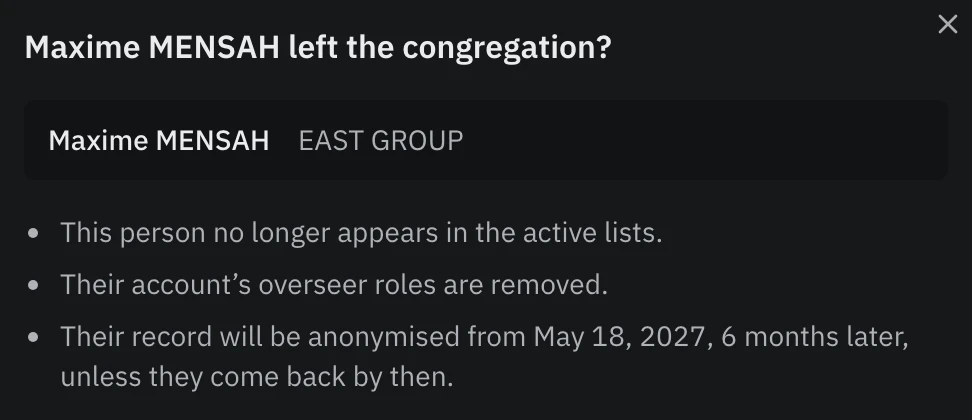 Maxime MENSAH left the congregation?
Maxime MENSAH EAST GROUP
• This person no longer appears in the active lists.
• Their account’s overseer roles are removed.
• Their record will be anonymised from May 18, 2027, 6 months later,
unless they come back by then.